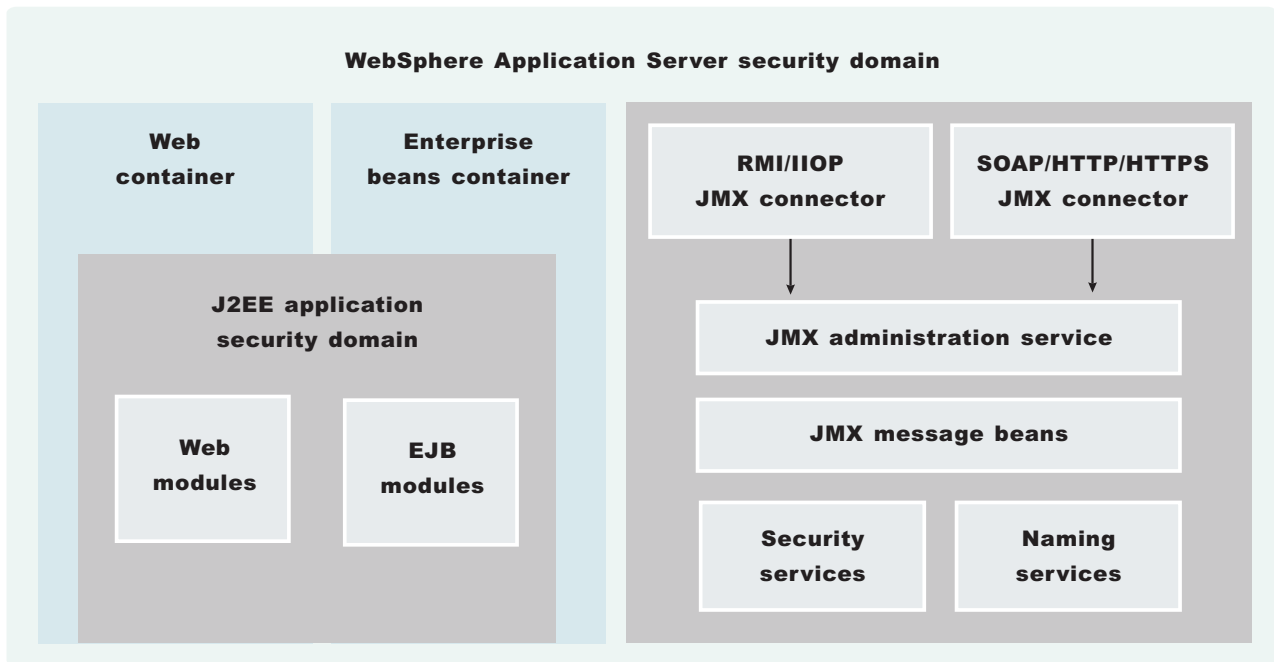 WebSphere Application Server security domain
Web
container
Enterprise
beans container
J2EE application
security domain
Web
modules
EJB
modules
RMI/IIOP
JMX connector
SOAP/HTTP/HTTPS
JMX connector
JMX administration service
JMX message beans
Security
services
Naming
services